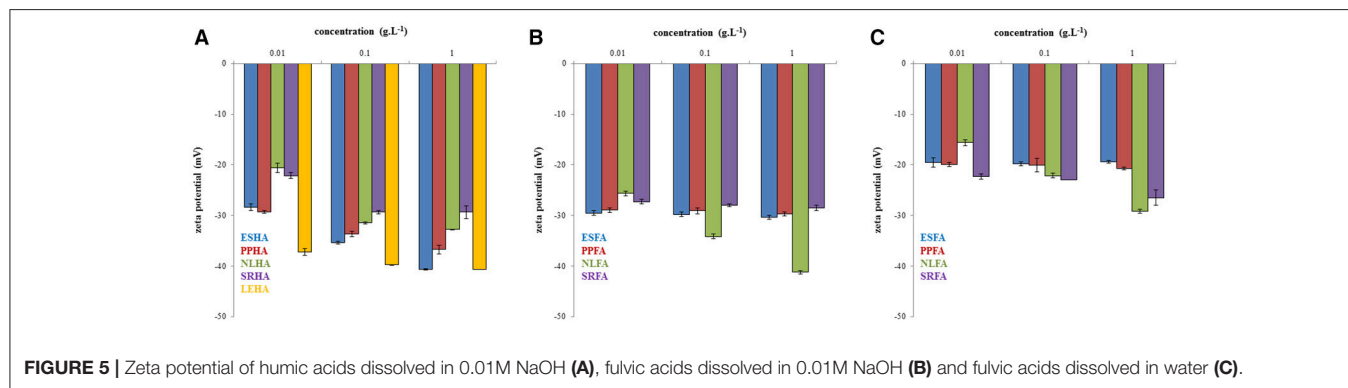 A
concentration (g.L-1)
0.01 0.1 1
0
-10
-20
-30
-40
-50
zeta potential (mV)
ESHA
PPHA
NLHA
SRHA
LEHA
B
concentration (g.L-1)
0.01 0.1 1
0
-10
-20
-30
-40
-50
zeta potential (mV)
ESFA
PPFA
NLFA
SRFA
C
concentration (g.L-1)
0.01 0.1 1
0
-10
-20
-30
-40
-50
zeta potential (mV)
ESFA
PPFA
NLFA
SRFA
FIGURE 5 | Zeta potential of humic acids dissolved in 0.01M NaOH (A), fulvic acids dissolved in 0.01M NaOH (B) and fulvic acids dissolved in water (C).